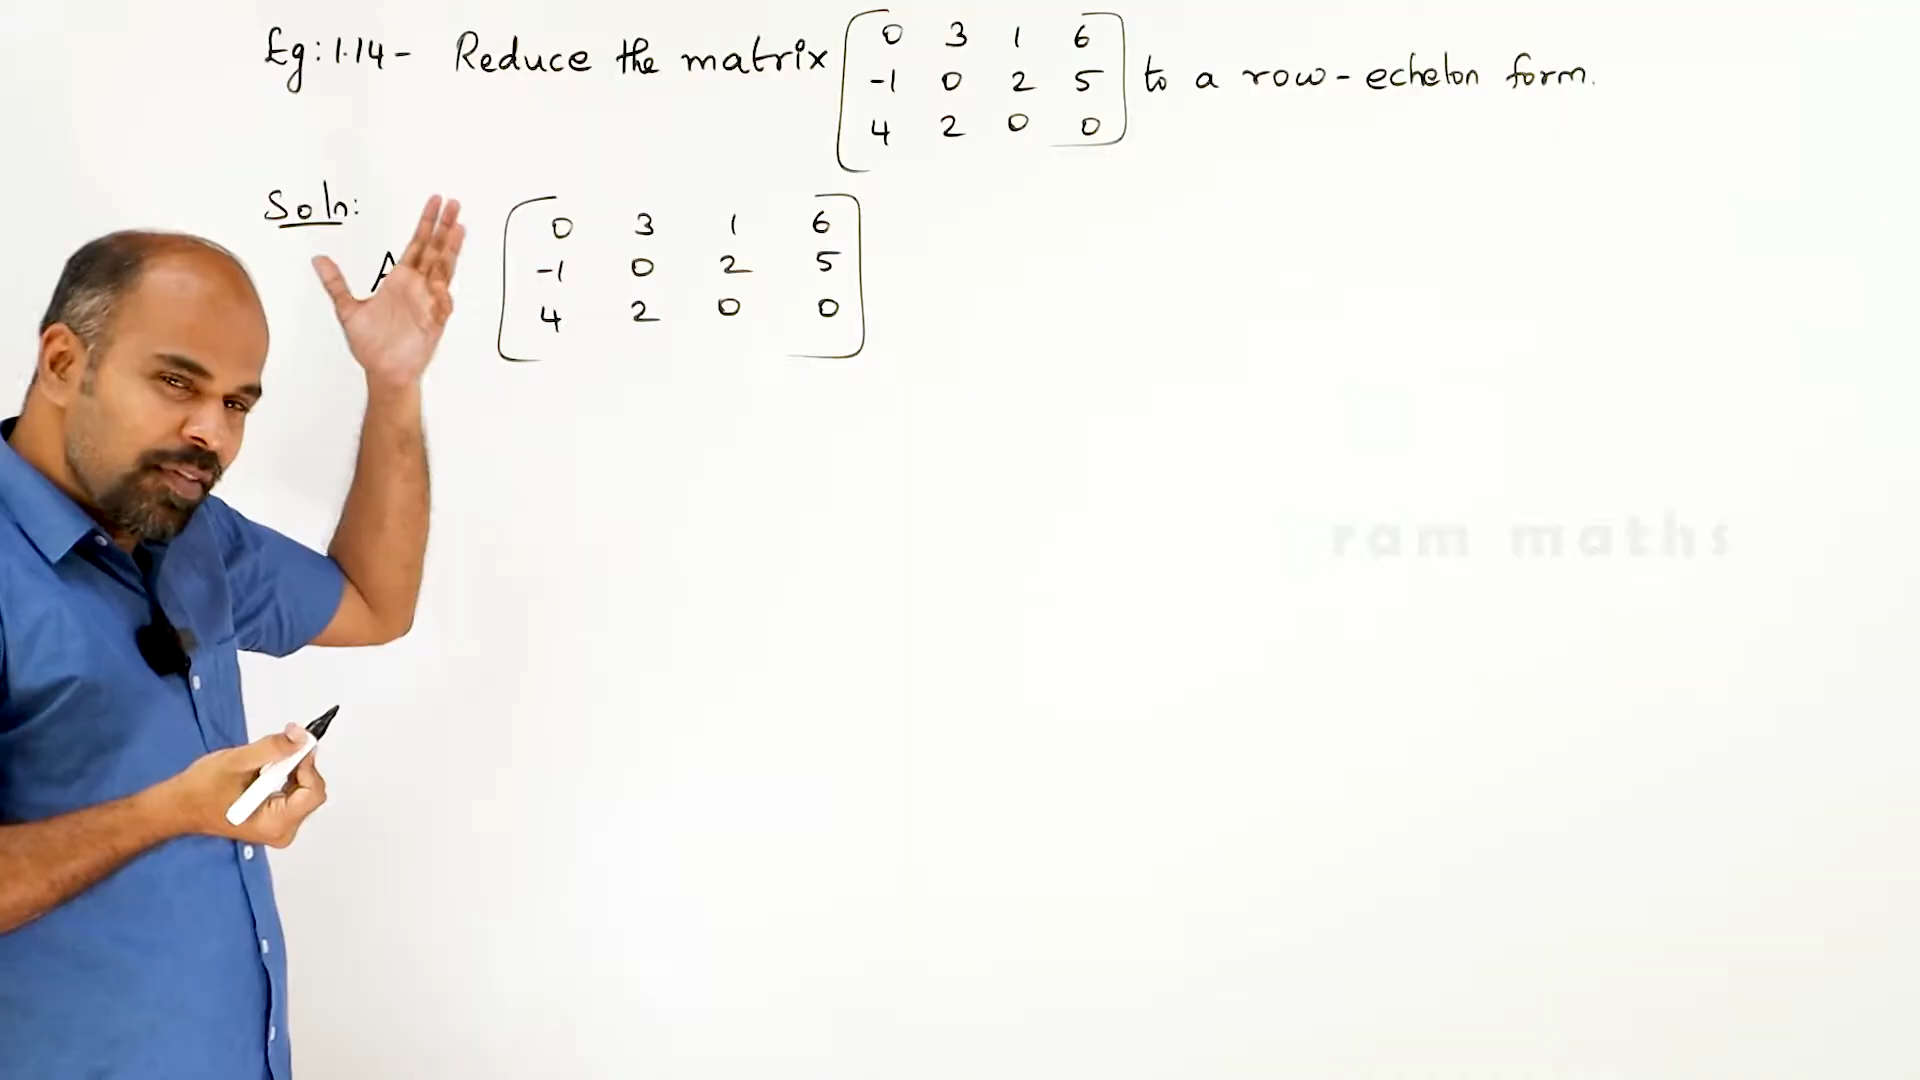 Eg: 1.14 - Reduce the matrix [ 0 3 1 6 ] to a row-echelon form.
-1 0 2 5
4 2 0 0
Soln:
A
0 3 1 6
-1 0 2 5
4 2 0 0
ram maths